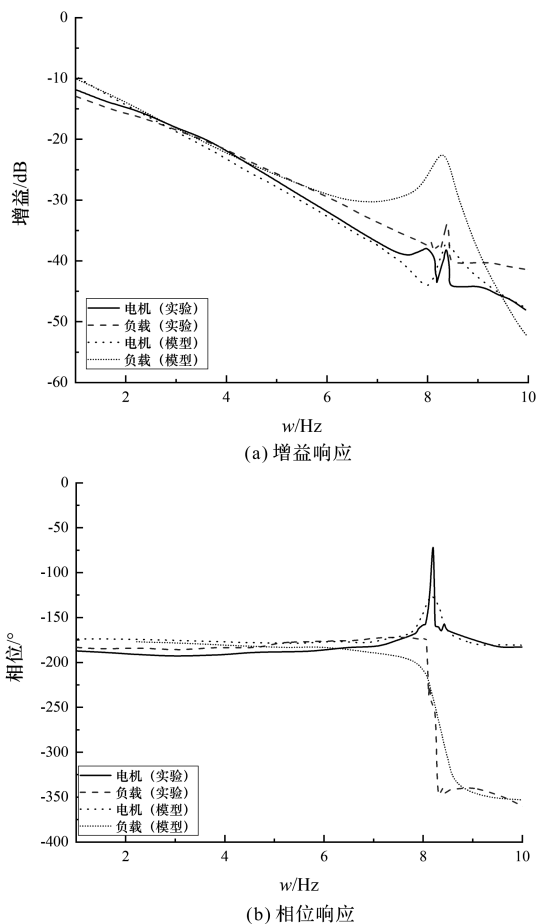 0
-10
-20
-30
-40
-50
-60
增益/dB
电机（实验）
负载（实验）
电机（模型）
负载（模型）
2 4 6 8 10
w/Hz
(a) 增益响应
0
-50
-100
-150
-200
-250
-300
-350
-400
相位/°
电机（实验）
负载（实验）
电机（模型）
负载（模型）
2 4 6 8 10
w/Hz
(b) 相位响应